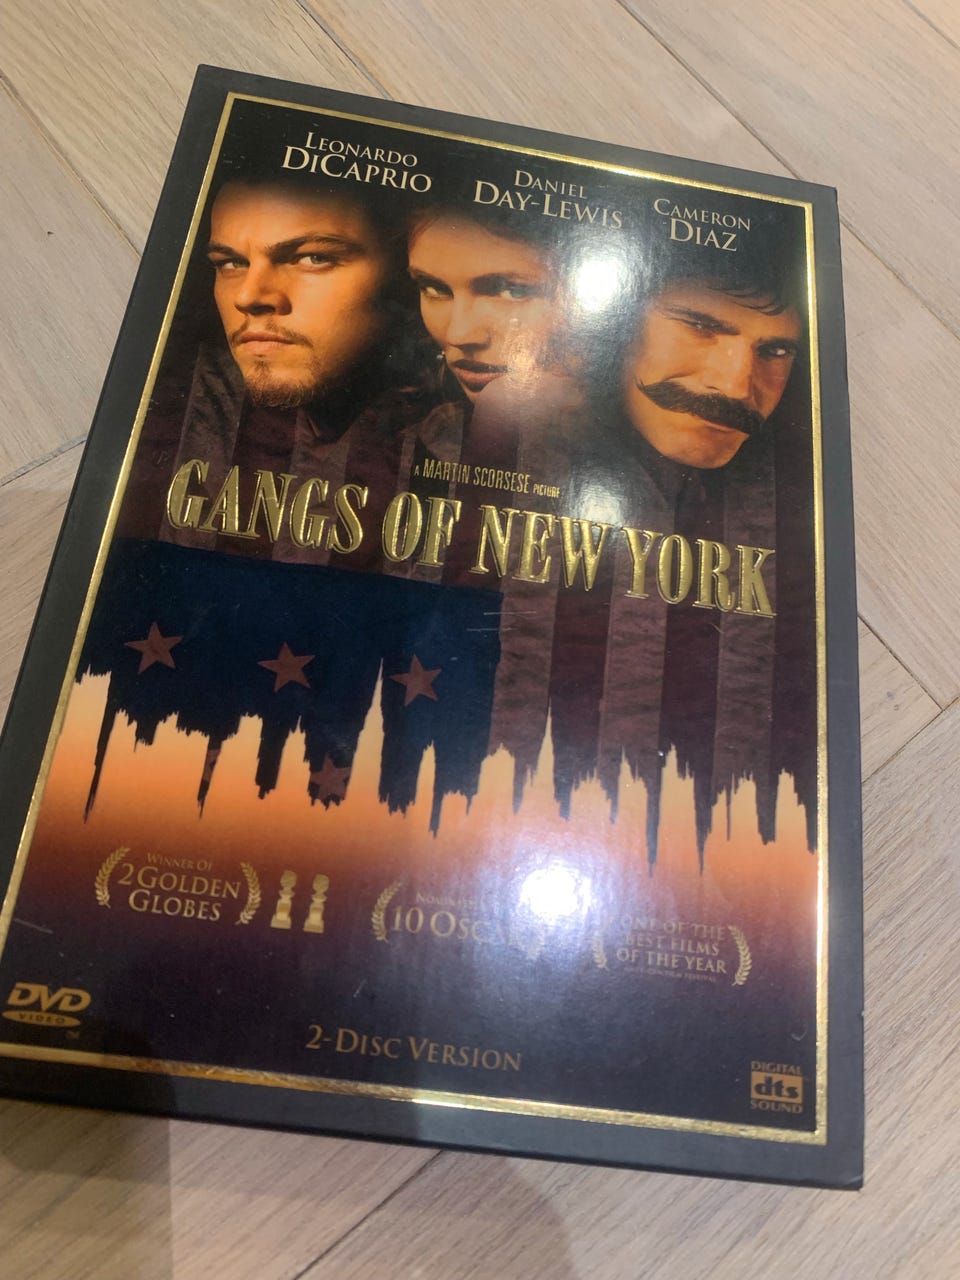 LEONARDO
DICAPRIO
DANIEL
DAY-LEWIS
CAMERON
DIAZ
A MARTIN SCORSESE PICTURE
GANGS OF NEW YORK
WINNER OF
2 GOLDEN
GLOBES
10
ONE OF THE
BEST FILMS
OF THE YEAR
DVD
VIDEO
TM
2-DISC VERSION
DIGITAL
dts
SOUND